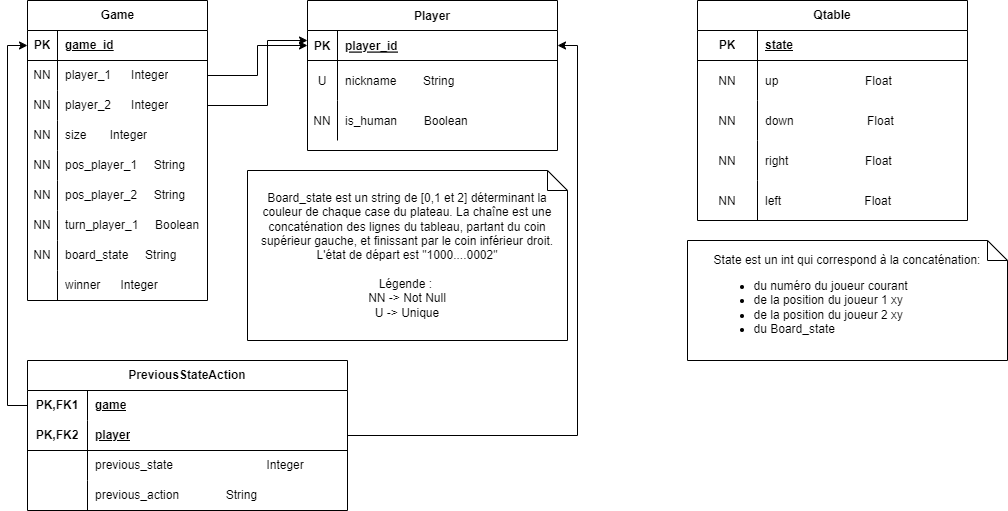 Game
PK game_id
NN player_1 Integer
NN player_2 Integer
NN size Integer
NN pos_player_1 String
NN pos_player_2 String
NN turn_player_1 Boolean
NN board_state String
winner Integer
Player
PK player_id
U nickname String
NN is_human Boolean
Qtable
PK state
NN up Float
NN down Float
NN right Float
NN left Float
Board_state est un string de [0,1 et 2] déterminant la
couleur de chaque case du plateau. La chaîne est une
concaténation des lignes du tableau, partant du coin
supérieur gauche, et finissant par le coin inférieur droit.
L'état de départ est "1000....0002"
Légende :
NN -> Not Null
U -> Unique
State est un int qui correspond à la concaténation:
• du numéro du joueur courant
• de la position du joueur 1 xy
• de la position du joueur 2 xy
• du Board_state
PreviousStateAction
PK,FK1 game
PK,FK2 player
previous_state Integer
previous_action String